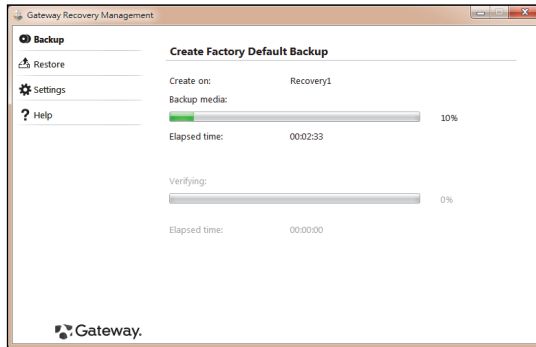 Gateway Recovery Management
Backup
Restore
Settings
Help
Create Factory Default Backup
Create on: Recovery1
Backup media:
10%
Elapsed time: 00:02:33
Verifying:
0%
Elapsed time: 00:00:00
Gateway.